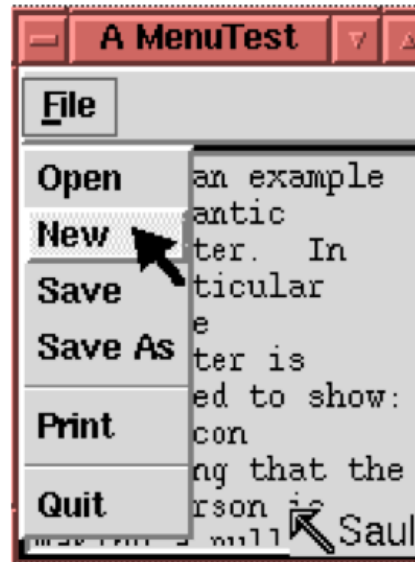 A MenuTest
File
Open
New
Save
Save As
Print
Quit
an example
antic
ter. In
ticular
e
ter is
ed to show:
con
ng that the
rson is
Saul